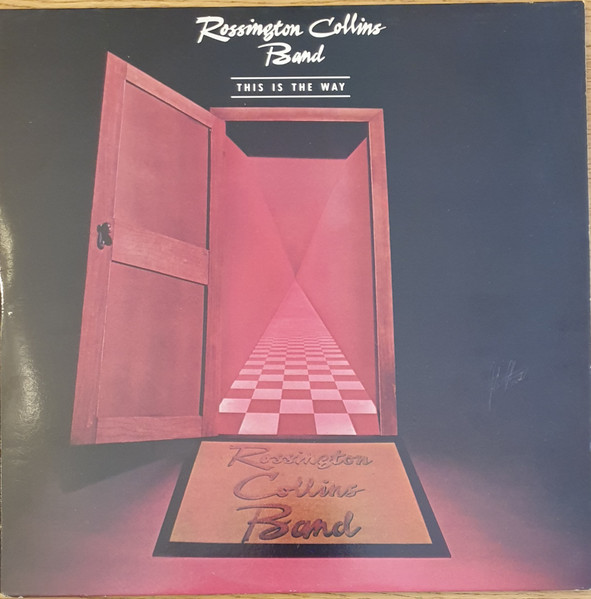 Rossington Collins
Band
THIS IS THE WAY
Rossington
Collins
Band